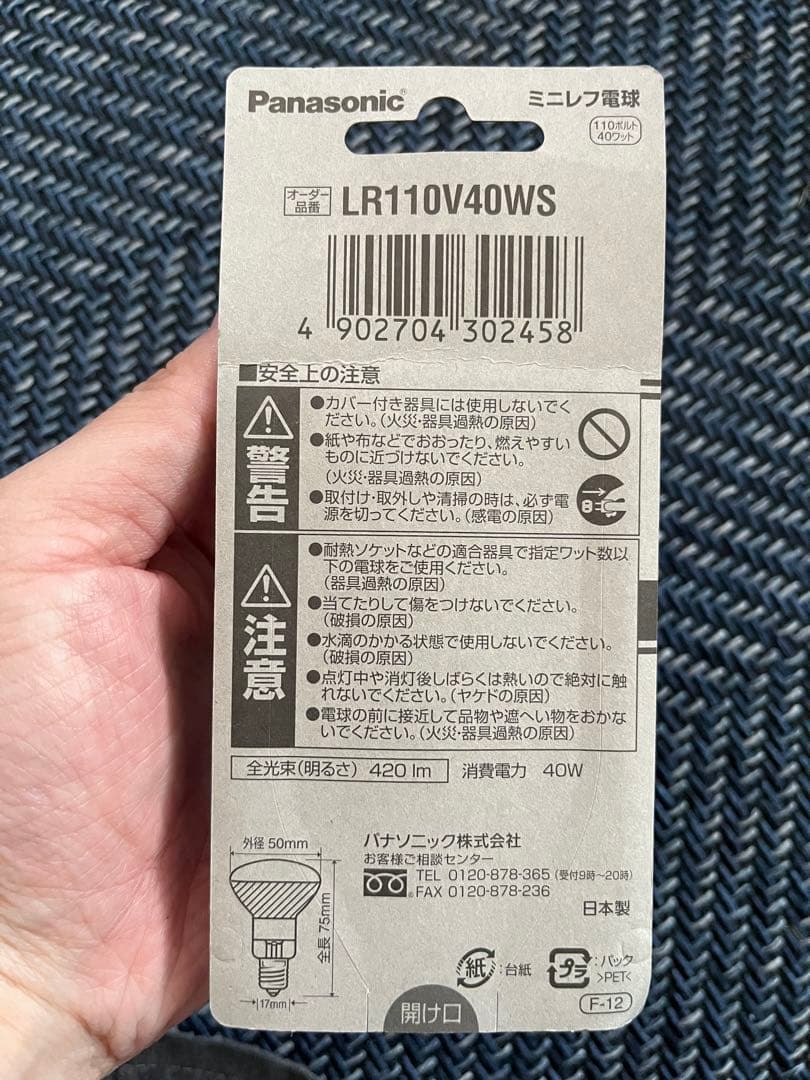 Panasonic®
ミニレフ電球
110ボルト
40ワット
オーダー
品番
LR110V40WS
4 902704 302458
■安全上の注意
警告
●カバー付き器具には使用しないでく
ださい。(火災・器具過熱の原因)
●紙や布などでおおったり、燃えやすい
ものに近づけないでください。
(火災・器具過熱の原因)
●取付け・取外しや清掃の時は、必ず電
源を切ってください。(感電の原因)
注意
●耐熱ソケットなどの適合器具で指定ワット数以
下の電球をご使用ください。
(器具過熱の原因)
●当てたりして傷をつけないでください。
(破損の原因)
●水滴のかかる状態で使用しないでください。
(破損の原因)
●点灯中や消灯後しばらくは熱いので絶対に触
れないでください。(ヤケドの原因)
●電球の前に接近して品物や遮へい物をおかな
いでください。(火災・器具過熱の原因)
全光束(明るさ) 420 lm 消費電力 40W
外径 50mm
全長 75mm
17mm
パナソニック株式会社
お客様ご相談センター
TEL 0120-878-365 (受付9時~20時)
FAX 0120-878-236
日本製
紙:台紙
プラ:パック
>PET<
F-12
開け口